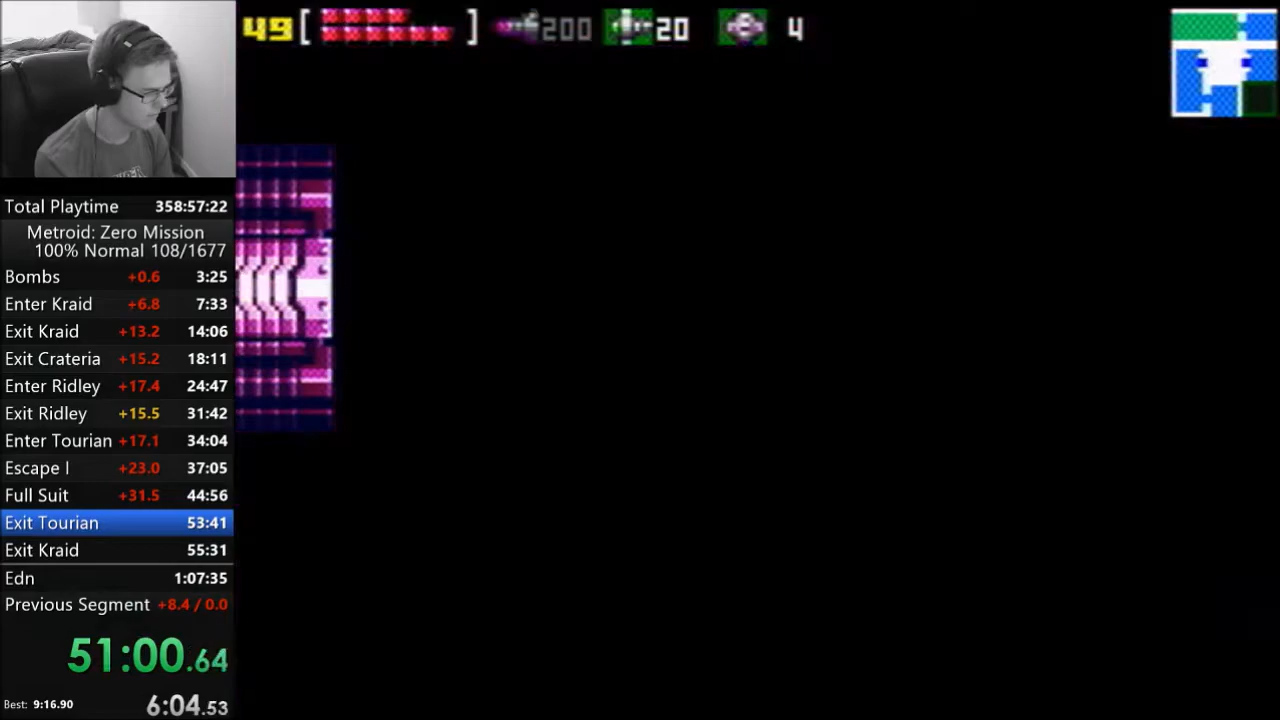 49 [ ] 200 20 4
Total Playtime 358:57:22
Metroid: Zero Mission
100% Normal 108/1677
Bombs +0.6 3:25
Enter Kraid +6.8 7:33
Exit Kraid +13.2 14:06
Exit Crateria +15.2 18:11
Enter Ridley +17.4 24:47
Exit Ridley +15.5 31:42
Enter Tourian +17.1 34:04
Escape I +23.0 37:05
Full Suit +31.5 44:56
Exit Tourian 53:41
Exit Kraid 55:31
Edn 1:07:35
Previous Segment +8.4 / 0.0
51:00.64
Best: 9:16.90 6:04.53